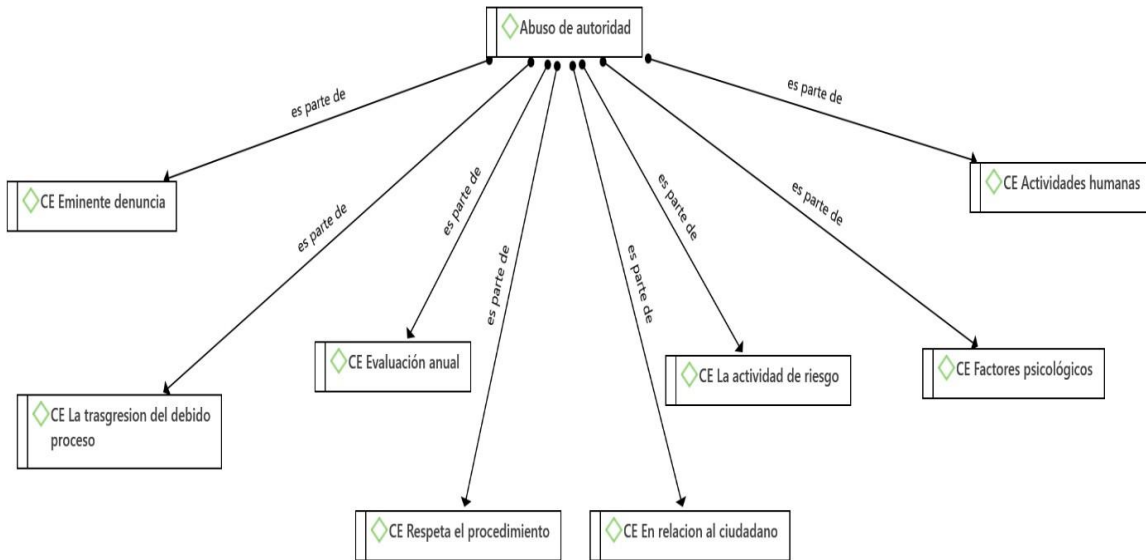 Abuso de autoridad
es parte de
es parte de
es parte de
es parte de
es parte de
es parte de
es parte de
es parte de
CE Eminente denuncia
CE Actividades humanas
CE Evaluación anual
CE La actividad de riesgo
CE Factores psicológicos
CE La trasgresion del debido
proceso
CE Respeta el procedimiento
CE En relacion al ciudadano